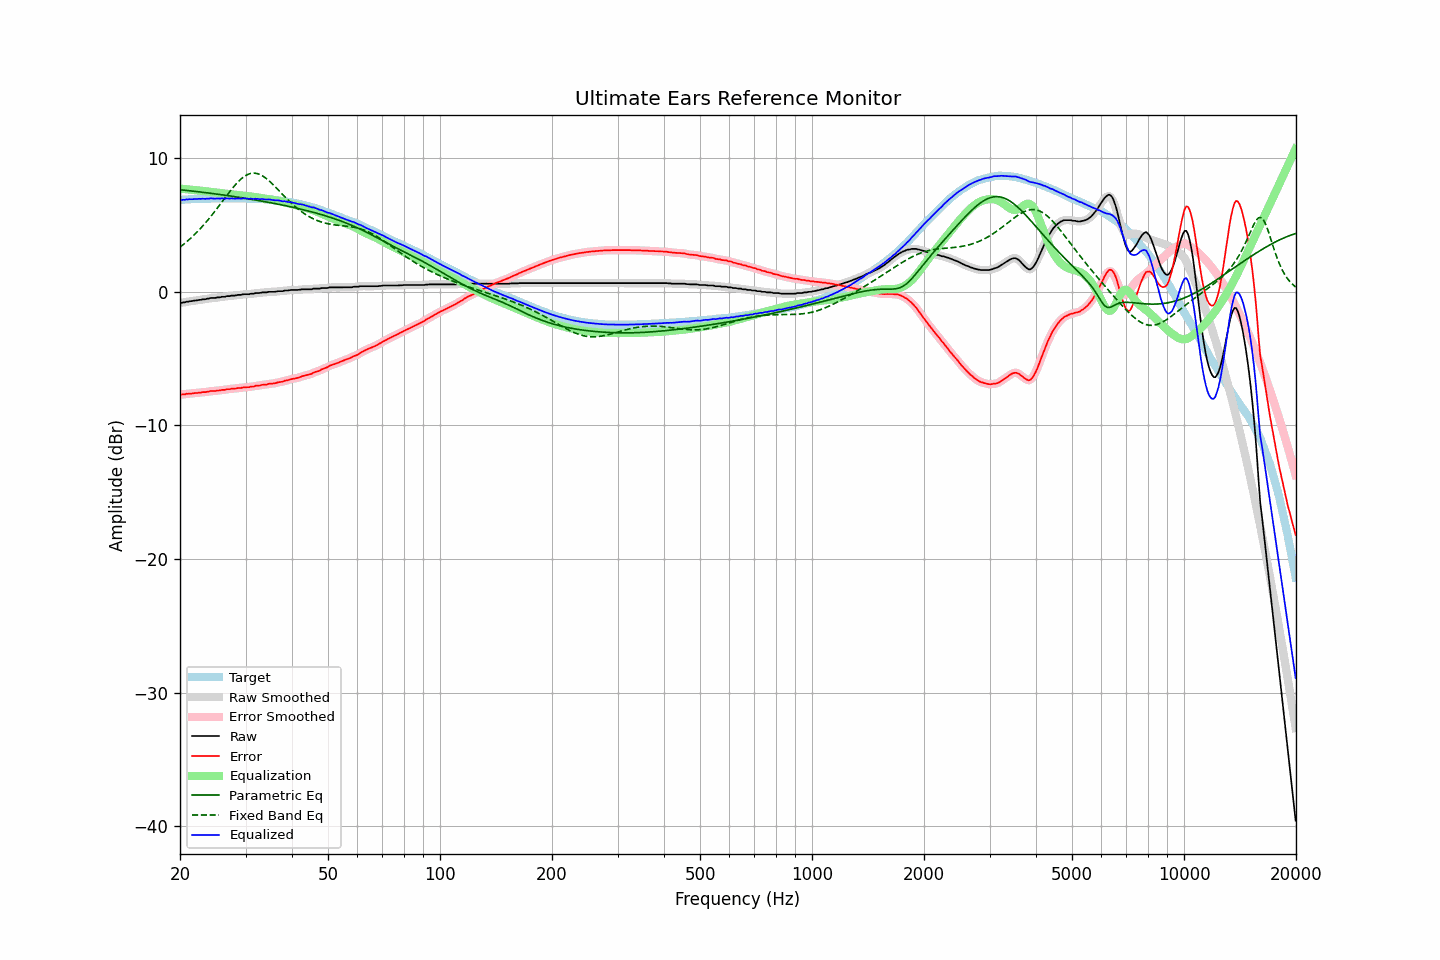 Ultimate Ears Reference Monitor
10
0
−10
−20
−30
−40
Amplitude (dBr)
Target
Raw Smoothed
Error Smoothed
Raw
Error
Equalization
Parametric Eq
Fixed Band Eq
Equalized
20 50 100 200 500 1000 2000 5000 10000 20000
Frequency (Hz)